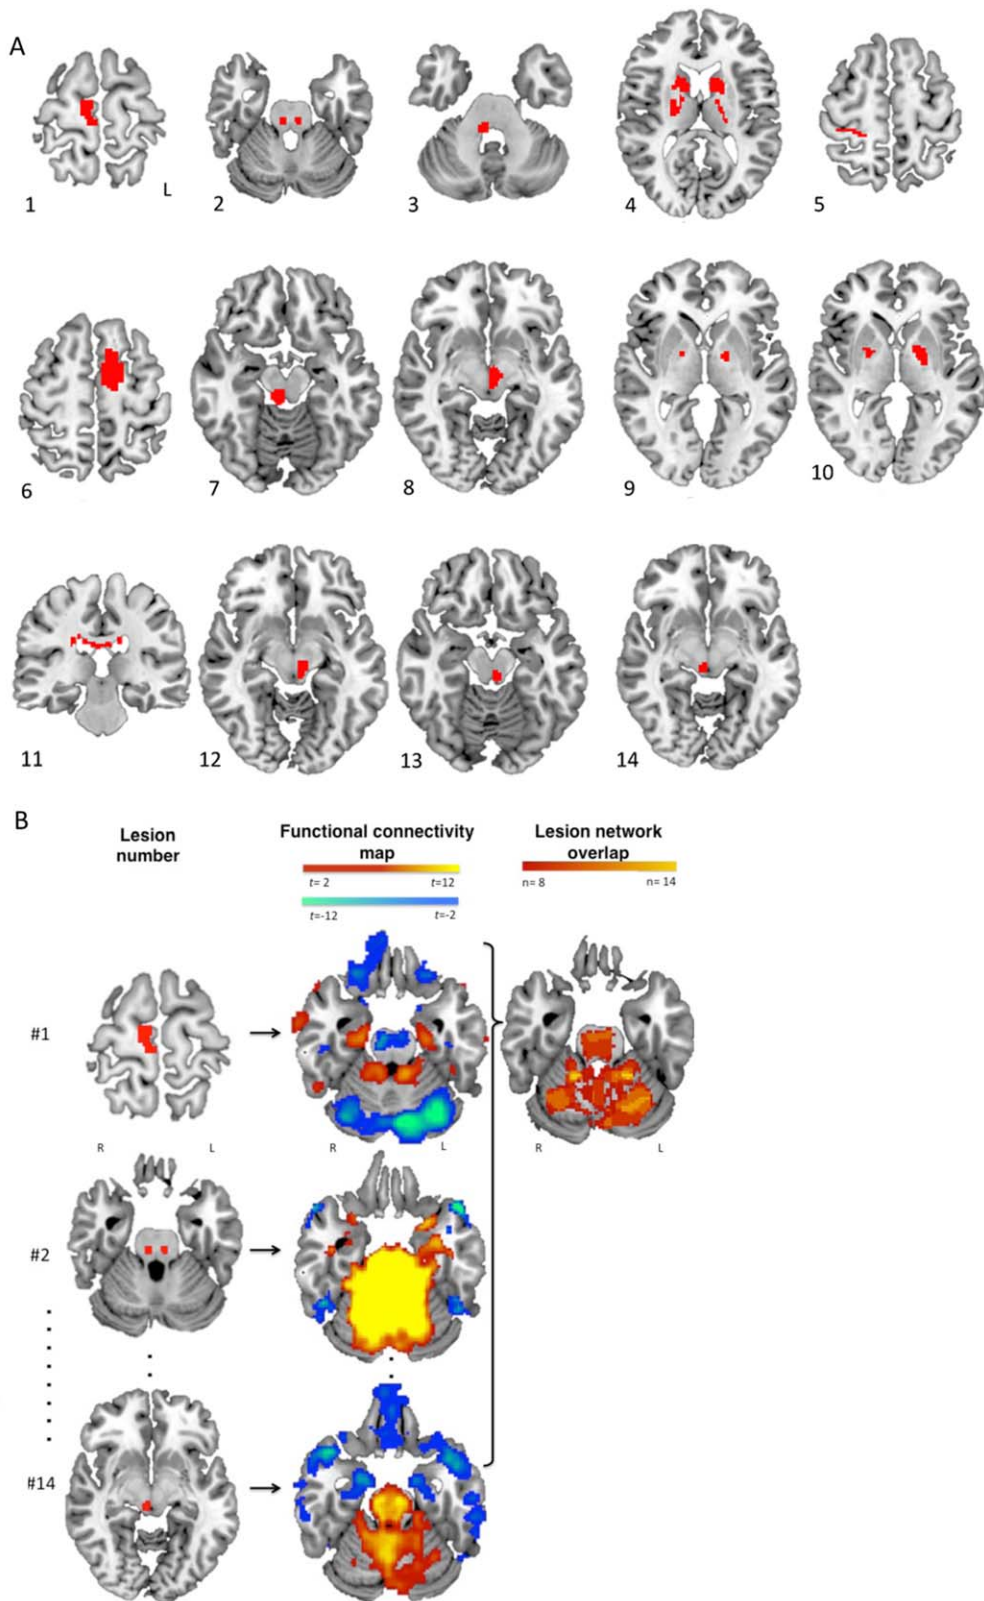 A
L
1 2 3 4 5
6 7 8 9 10
11 12 13 14
B
Lesion
number
Functional connectivity
map
Lesion network
overlap
t= 2 t=12
n= 8 n= 14
t=-12 t=-2
#1
R L R L R L
#2
#14